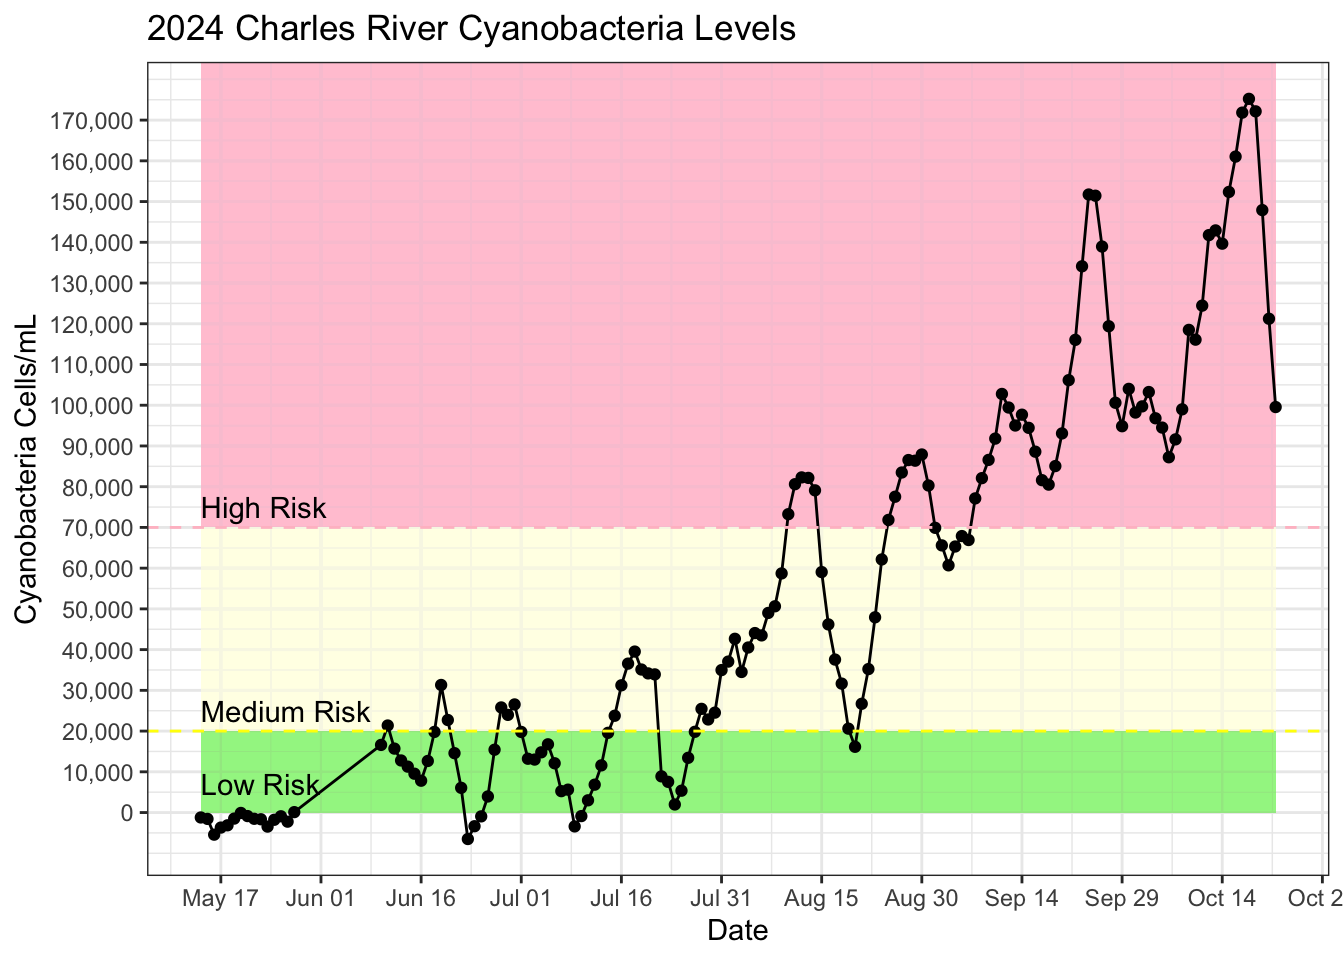 2024 Charles River Cyanobacteria Levels
Cyanobacteria Cells/mL
170,000
160,000
150,000
140,000
130,000
120,000
110,000
100,000
90,000
80,000
70,000
60,000
50,000
40,000
30,000
20,000
10,000
0
High Risk
Medium Risk
Low Risk
May 17 Jun 01 Jun 16 Jul 01 Jul 16 Jul 31 Aug 15 Aug 30 Sep 14 Sep 29 Oct 14 Oct 2
Date